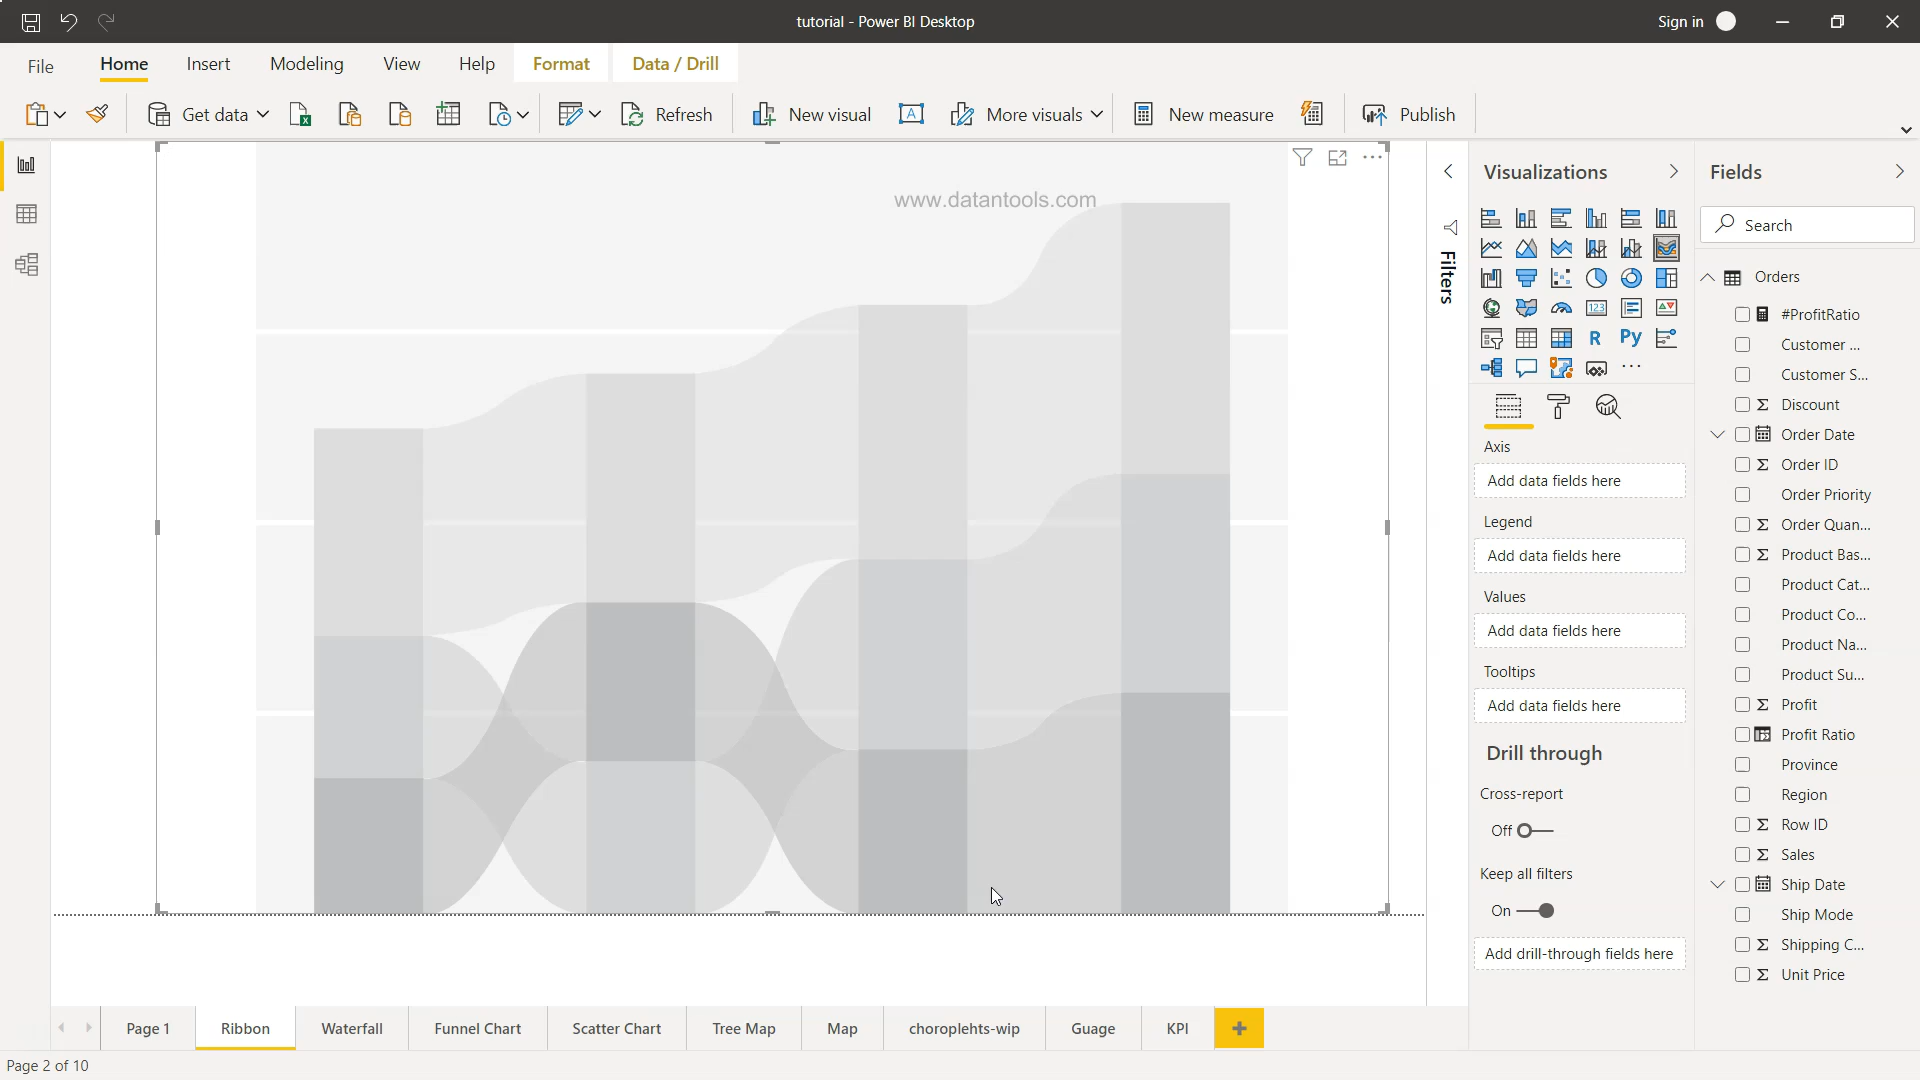 tutorial - Power BI Desktop
Sign in
File
Home
Insert
Modeling
View
Help
Format
Data / Drill
Get data
Refresh
New visual
More visuals
New measure
Publish
www.datantools.com
Filters
Visualizations
123
R
Py
Axis
Add data fields here
Legend
Add data fields here
Values
Add data fields here
Tooltips
Add data fields here
Drill through
Cross-report
Off
Keep all filters
On
Add drill-through fields here
Fields
Search
Orders
#ProfitRatio
Customer ...
Customer S...
Discount
Order Date
Order ID
Order Priority
Order Quan...
Product Bas...
Product Cat...
Product Co...
Product Na...
Product Su...
Profit
Profit Ratio
Province
Region
Row ID
Sales
Ship Date
Ship Mode
Shipping C...
Unit Price
Page 1
Ribbon
Waterfall
Funnel Chart
Scatter Chart
Tree Map
Map
choroplehts-wip
Guage
KPI
Page 2 of 10